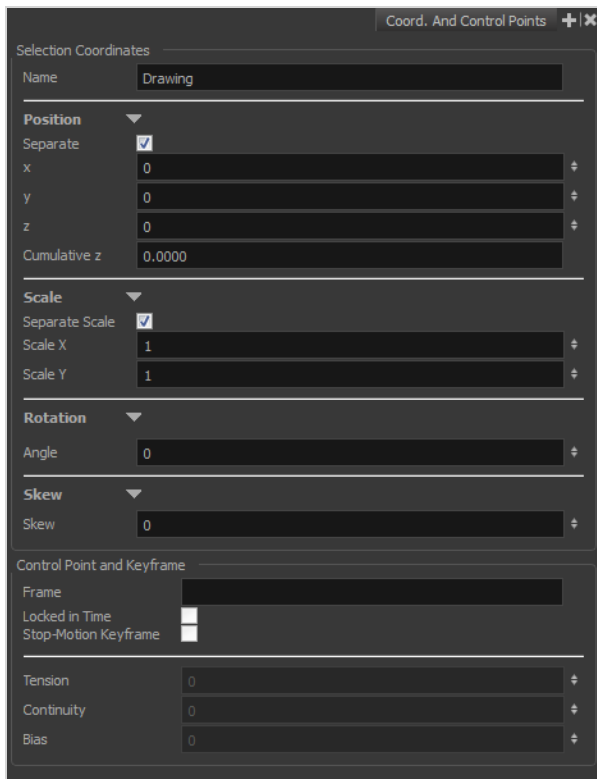 Coord. And Control Points
Selection Coordinates
Name Drawing
Position
Separate
x 0
y 0
z 0
Cumulative z 0.0000
Scale
Separate Scale
Scale X 1
Scale Y 1
Rotation
Angle 0
Skew
Skew 0
Control Point and Keyframe
Frame
Locked in Time
Stop-Motion Keyframe
Tension 0
Continuity 0
Bias 0